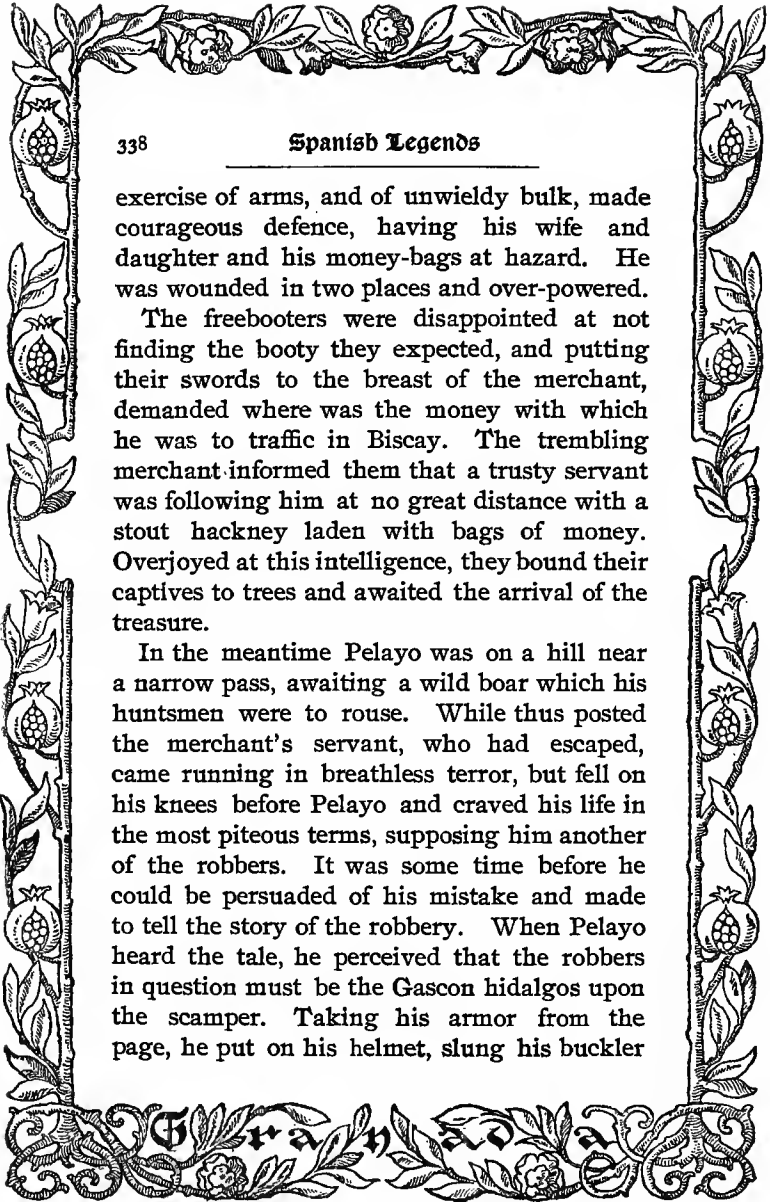 338
Spanish Legends
exercise of arms, and of unwieldy bulk, made
courageous defence, having his wife and
daughter and his money-bags at hazard. He
was wounded in two places and over-powered.
The freebooters were disappointed at not
finding the booty they expected, and putting
their swords to the breast of the merchant,
demanded where was the money with which
he was to traffic in Biscay. The trembling
merchant informed them that a trusty servant
was following him at no great distance with a
stout hackney laden with bags of money.
Overjoyed at this intelligence, they bound their
captives to trees and awaited the arrival of the
treasure.
In the meantime Pelayo was on a hill near
a narrow pass, awaiting a wild boar which his
huntsmen were to rouse. While thus posted
the merchant's servant, who had escaped,
came running in breathless terror, but fell on
his knees before Pelayo and craved his life in
the most piteous terms, supposing him another
of the robbers. It was some time before he
could be persuaded of his mistake and made
to tell the story of the robbery. When Pelayo
heard the tale, he perceived that the robbers
in question must be the Gascon hidalgos upon
the scamper. Taking his armor from the
page, he put on his helmet, slung his buckler
Granada